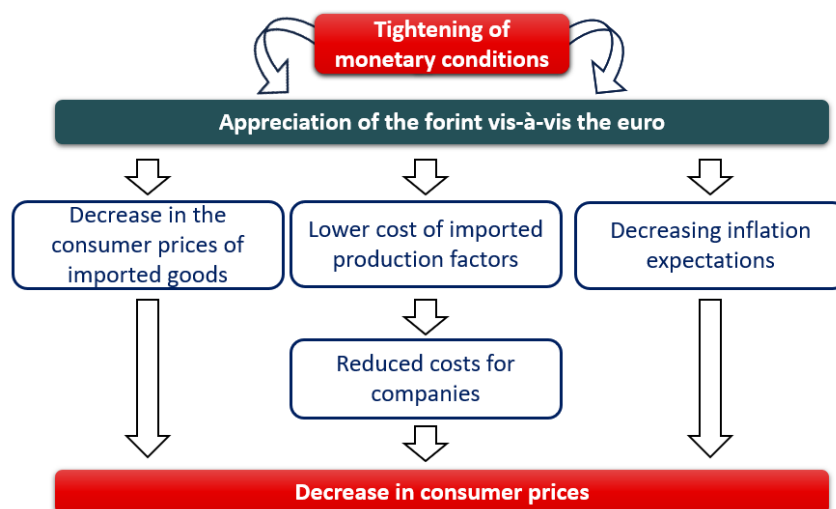 Tightening of
monetary conditions
Appreciation of the forint vis-à-vis the euro
Decrease in the
consumer prices of
imported goods
Lower cost of imported
production factors
Decreasing inflation
expectations
Reduced costs for
companies
Decrease in consumer prices